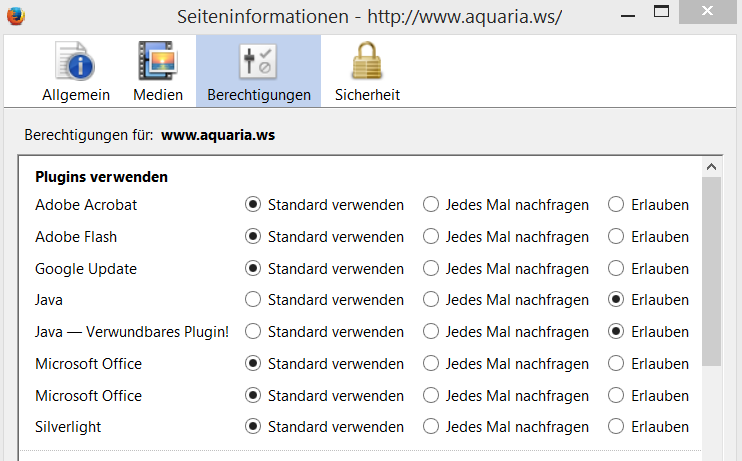 Seiteninformationen - http://www.aquaria.ws/
Allgemein Medien Berechtigungen Sicherheit
Berechtigungen für: www.aquaria.ws
Plugins verwenden
Adobe Acrobat Standard verwenden Jedes Mal nachfragen Erlauben
Adobe Flash Standard verwenden Jedes Mal nachfragen Erlauben
Google Update Standard verwenden Jedes Mal nachfragen Erlauben
Java Standard verwenden Jedes Mal nachfragen Erlauben
Java — Verwundbares Plugin! Standard verwenden Jedes Mal nachfragen Erlauben
Microsoft Office Standard verwenden Jedes Mal nachfragen Erlauben
Microsoft Office Standard verwenden Jedes Mal nachfragen Erlauben
Silverlight Standard verwenden Jedes Mal nachfragen Erlauben